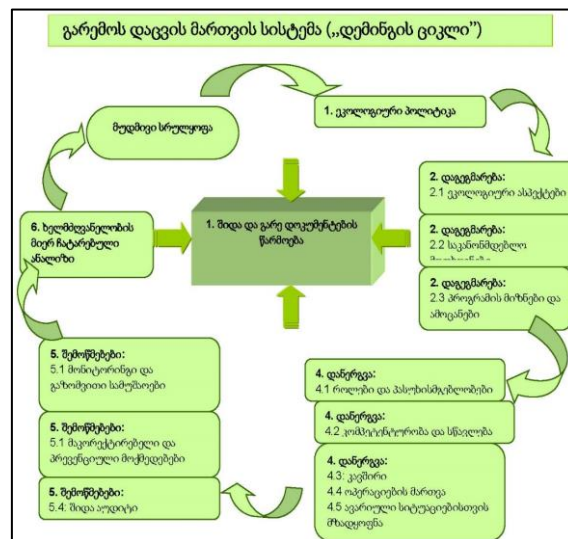 გარემოს დაცვის მართვის სისტემა („დემინგის ციკლი”)
მუდმივი სრულყოფა
1. ეკოლოგიური პოლიტიკა
2. დაგეგმარება:
2.1 ეკოლოგიური ასპექტები
2. დაგეგმარება:
2.2 საკანონმდებლო
2. დაგეგმარება:
2.3 პროგრამის მიზნები და
ამოცანები
1. შიდა და გარე დოკუმენტების
წარმოება
6. ხელმძღვანელობის
მიერ ჩატარებული
ანალიზი
5. შემოწმებები:
5.1 მონიტორინგი და
გაზომვითი სამუშაოები
5. შემოწმებები:
5.1 მაკორექტირებელი და
პრევენციული მოქმედებები
5. შემოწმებები:
5.4: შიდა აუდიტი
4. დანერგვა:
4.1 როლები და პასუხისმგებლობები
4. დანერგვა:
4.2 კომპეტენტურობა და სწავლება
4. დანერგვა:
4.3: კავშირი
4.4 ოპერაციების მართვა
4.5 ავარიული სიტუაციებისთვის
მზადყოფნა